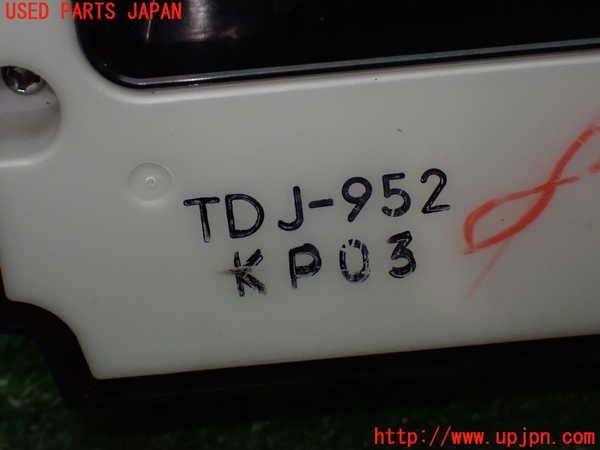 USED PARTS JAPAN
TDJ-952
KP03
http://www.upjpn.com/